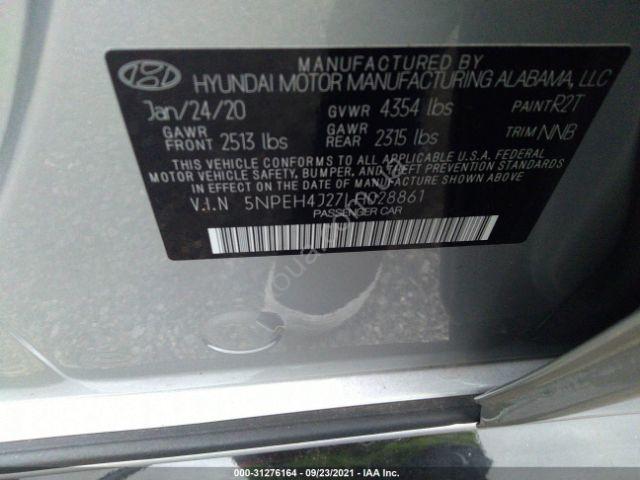 MANUFACTURED BY
HYUNDAI MOTOR MANUFACTURING ALABAMA, LLC
Jan/24/20 GVWR 4354 lbs PAINT R2T
GAWR FRONT 2513 lbs GAWR REAR 2315 lbs TRIM NNB
THIS VEHICLE CONFORMS TO ALL APPLICABLE U.S.A. FEDERAL
MOTOR VEHICLE SAFETY, BUMPER, AND THEFT PREVENTION
STANDARDS IN EFFECT ON THE DATE OF MANUFACTURE SHOWN ABOVE.
V.I.N 5NPEH4J27LH028861
PASSENGER CAR
000-31276164 - 09/23/2021 - IAA Inc.